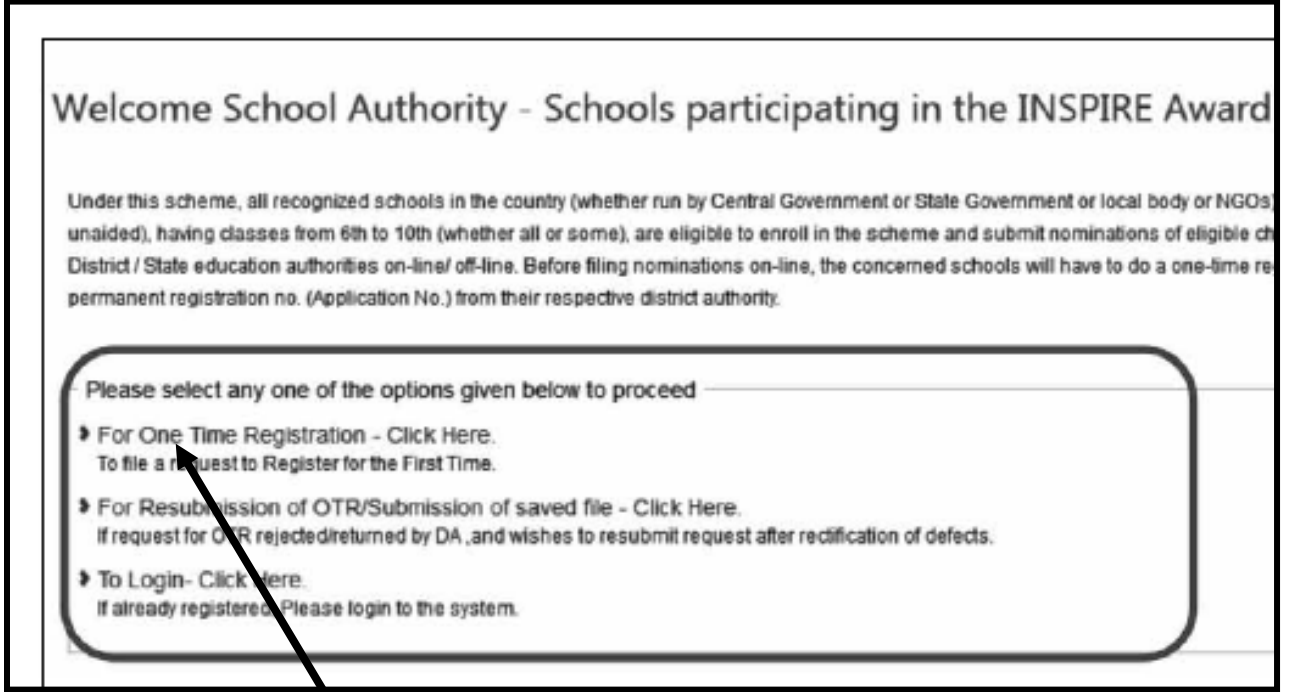 Welcome School Authority - Schools participating in the INSPIRE Award
Under this scheme, all recognized schools in the country (whether run by Central Government or State Government or local body or NGOs)
unaided), having classes from 6th to 10th (whether all or some), are eligible to enroll in the scheme and submit nominations of eligible ch
District / State education authorities on-line/ off-line. Before filing nominations on-line, the concerned schools will have to do a one-time re
permanent registration no. (Application No.) from their respective district authority.
Please select any one of the options given below to proceed
For One Time Registration - Click Here.
To file a request to Register for the First Time.
For Resubmission of OTR/Submission of saved file - Click Here.
If request for OTR rejected/returned by DA ,and wishes to resubmit request after rectification of defects.
To Login- Click Here.
If already registered, Please login to the system.